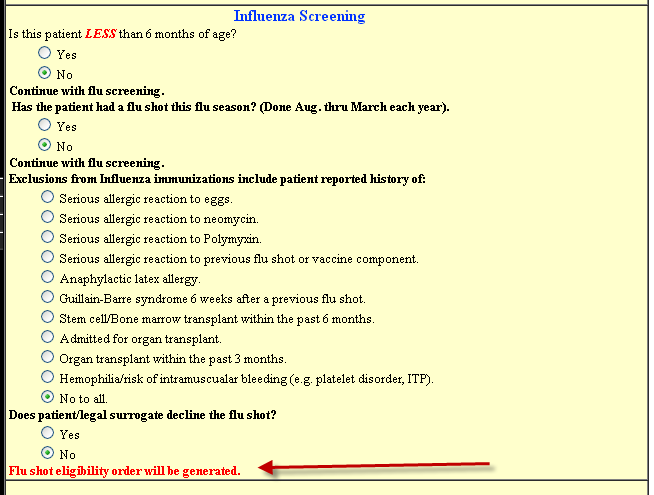 Influenza Screening
Is this patient LESS than 6 months of age?
Yes
No
Continue with flu screening.
Has the patient had a flu shot this flu season? (Done Aug. thru March each year).
Yes
No
Continue with flu screening.
Exclusions from Influenza immunizations include patient reported history of:
Serious allergic reaction to eggs.
Serious allergic reaction to neomycin.
Serious allergic reaction to Polymyxin.
Serious allergic reaction to previous flu shot or vaccine component.
Anaphylactic latex allergy.
Guillain-Barre syndrome 6 weeks after a previous flu shot.
Stem cell/Bone marrow transplant within the past 6 months.
Admitted for organ transplant.
Organ transplant within the past 3 months.
Hemophilia/risk of intramuscualar bleeding (e.g. platelet disorder, ITP).
No to all.
Does patient/legal surrogate decline the flu shot?
Yes
No
Flu shot eligibility order will be generated.